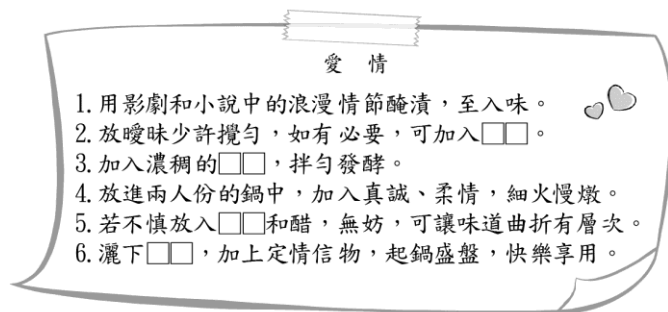 愛 情
1. 用影劇和小說中的浪漫情節醃漬，至入味。
2. 放曖昧少許攪勻，如有必要，可加入□□。
3. 加入濃稠的□□，拌勻發酵。
4. 放進兩人份的鍋中，加入真誠、柔情，細火慢燉。
5. 若不慎放入□□和醋，無妨，可讓味道曲折有層次。
6. 灑下□□，加上定情信物，起鍋盛盤，快樂享用。